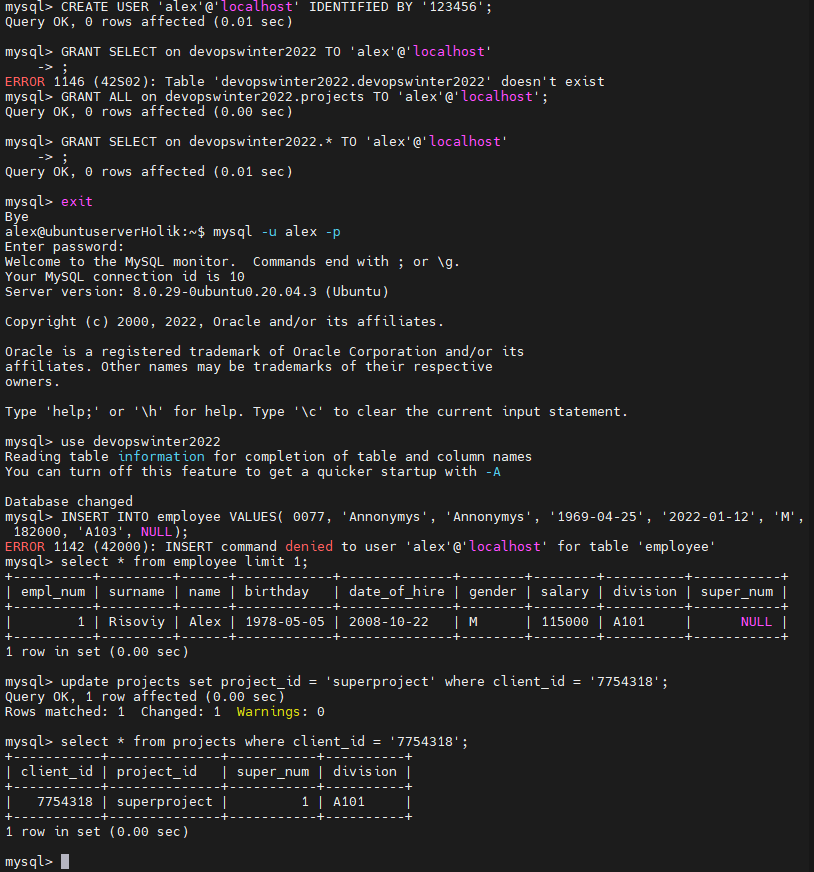 mysql> CREATE USER 'alex'@'localhost' IDENTIFIED BY '123456';
Query OK, 0 rows affected (0.01 sec)

mysql> GRANT SELECT on devopswinter2022 TO 'alex'@'localhost'
    -> ;
ERROR 1146 (42S02): Table 'devopswinter2022.devopswinter2022' doesn't exist
mysql> GRANT ALL on devopswinter2022.projects TO 'alex'@'localhost';
Query OK, 0 rows affected (0.00 sec)

mysql> GRANT SELECT on devopswinter2022.* TO 'alex'@'localhost'
    -> ;
Query OK, 0 rows affected (0.01 sec)

mysql> exit
Bye
alex@ubuntuserverHolik:~$ mysql -u alex -p
Enter password:
Welcome to the MySQL monitor.  Commands end with ; or \g.
Your MySQL connection id is 10
Server version: 8.0.29-0ubuntu0.20.04.3 (Ubuntu)

Copyright (c) 2000, 2022, Oracle and/or its affiliates.

Oracle is a registered trademark of Oracle Corporation and/or its
affiliates. Other names may be trademarks of their respective
owners.

Type 'help;' or '\h' for help. Type '\c' to clear the current input statement.

mysql> use devopswinter2022
Reading table information for completion of table and column names
You can turn off this feature to get a quicker startup with -A

Database changed
mysql> INSERT INTO employee VALUES( 0077, 'Annonymys', 'Annonymys', '1969-04-25', '2022-01-12', 'M',
 182000, 'A103', NULL);
ERROR 1142 (42000): INSERT command denied to user 'alex'@'localhost' for table 'employee'
mysql> select * from employee limit 1;
+----------+---------+------+------------+--------------+--------+--------+----------+-----------+
| empl_num | surname | name | birthday   | date_of_hire | gender | salary | division | super_num |
+----------+---------+------+------------+--------------+--------+--------+----------+-----------+
|        1 | Risoviy | Alex | 1978-05-05 | 2008-10-22   | M      | 115000 | A101     |      NULL |
+----------+---------+------+------------+--------------+--------+--------+----------+-----------+
1 row in set (0.00 sec)

mysql> update projects set project_id = 'superproject' where client_id = '7754318';
Query OK, 1 row affected (0.00 sec)
Rows matched: 1  Changed: 1  Warnings: 0

mysql> select * from projects where client_id = '7754318';
+-----------+--------------+-----------+----------+
| client_id | project_id   | super_num | division |
+-----------+--------------+-----------+----------+
|   7754318 | superproject |         1 | A101     |
+-----------+--------------+-----------+----------+
1 row in set (0.00 sec)

mysql>